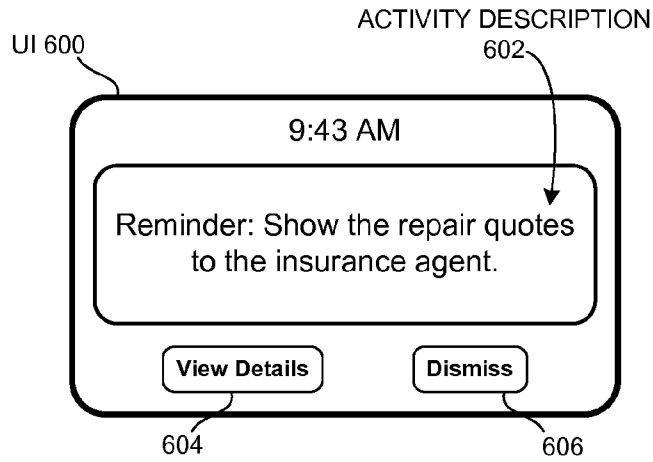 ACTIVITY DESCRIPTION
602
UI 600
9:43 AM
Reminder: Show the repair quotes
to the insurance agent.
View Details
Dismiss
604
606